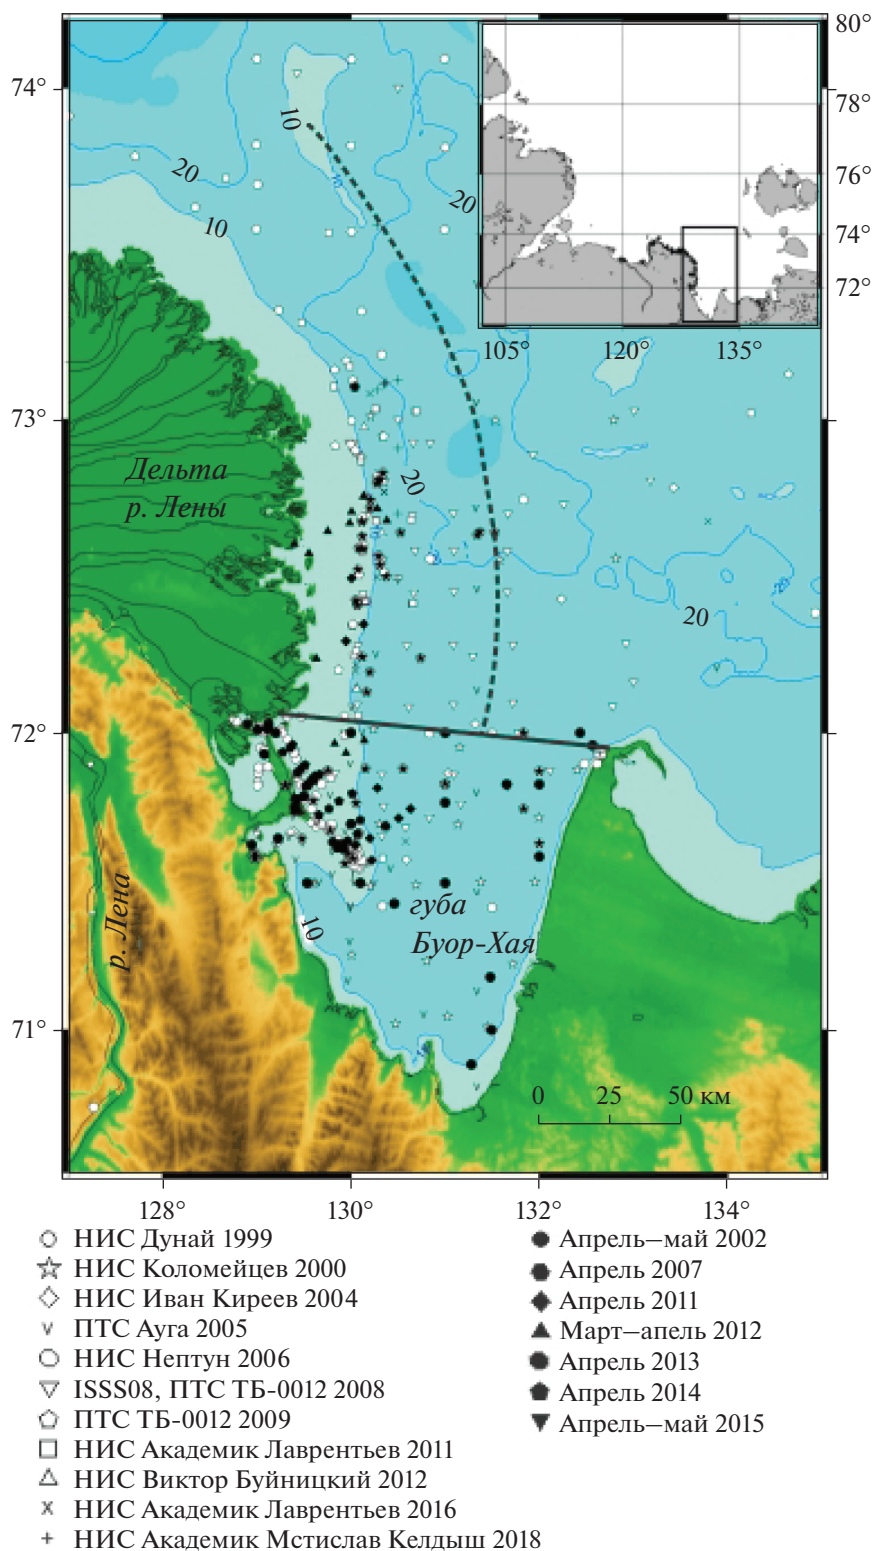 80°
74°
78°
10
20
76°
20
10
74°
72°
105°
120°
135°
73°
Дельта
р. Лены
20
20
72°
р. Лена
10
губа
Буор-Хая
71°
0
25
50 км
128°
130°
132°
134°
НИС Дунай 1999
НИС Коломейцев 2000
НИС Иван Киреев 2004
ПТС Ауга 2005
НИС Нептун 2006
ISSS08, ПТС ТБ-0012 2008
ПТС ТБ-0012 2009
НИС Академик Лаврентьев 2011
НИС Виктор Буйницкий 2012
НИС Академик Лаврентьев 2016
НИС Академик Мстислав Келдыш 2018
Апрель–май 2002
Апрель 2007
Апрель 2011
Март–апель 2012
Апрель 2013
Апрель 2014
Апрель–май 2015